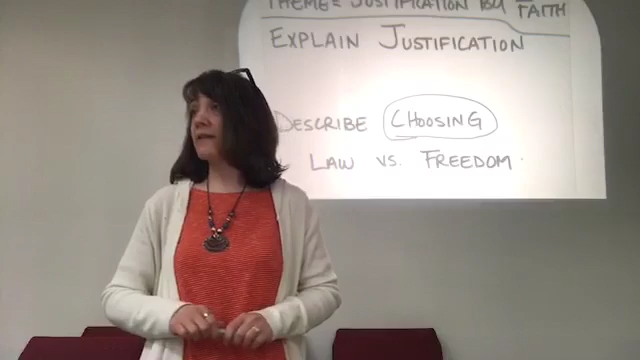 THEME = JUSTIFICATION BY FAITH
EXPLAIN JUSTIFICATION
DESCRIBE CHOOSING
LAW VS. FREEDOM